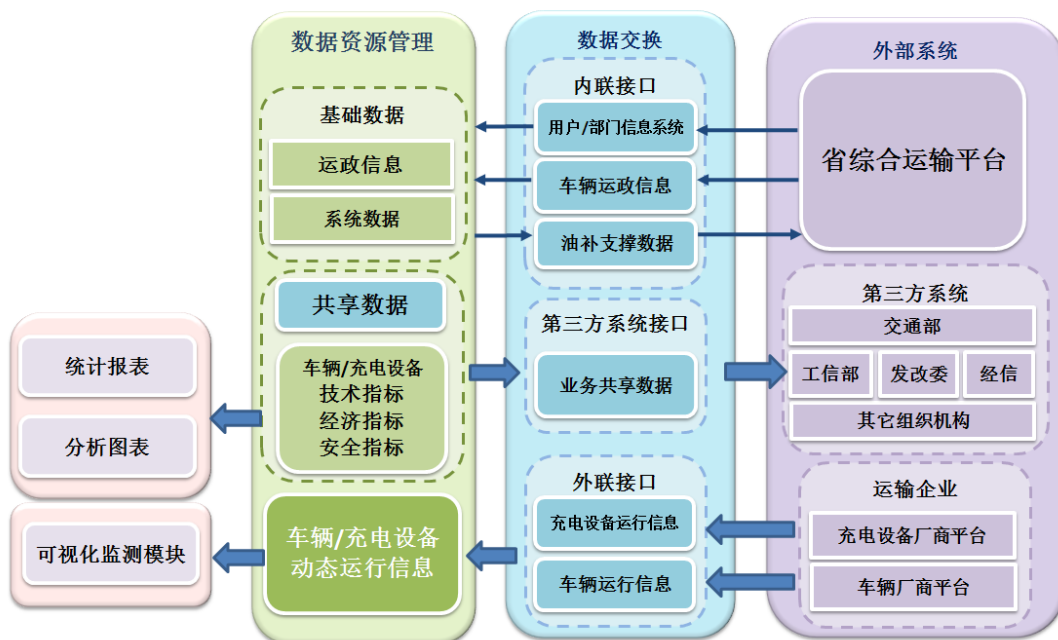 数据资源管理
基础数据
运政信息
系统数据
共享数据
车辆/充电设备
技术指标
经济指标
安全指标
车辆/充电设备
动态运行信息
统计报表
分析图表
可视化监测模块
数据交换
内联接口
用户/部门信息系统
车辆运政信息
油补支撑数据
第三方系统接口
业务共享数据
外联接口
充电设备运行信息
车辆运行信息
外部系统
省综合运输平台
第三方系统
交通部
工信部
发改委
经信
其它组织机构
运输企业
充电设备厂商平台
车辆厂商平台